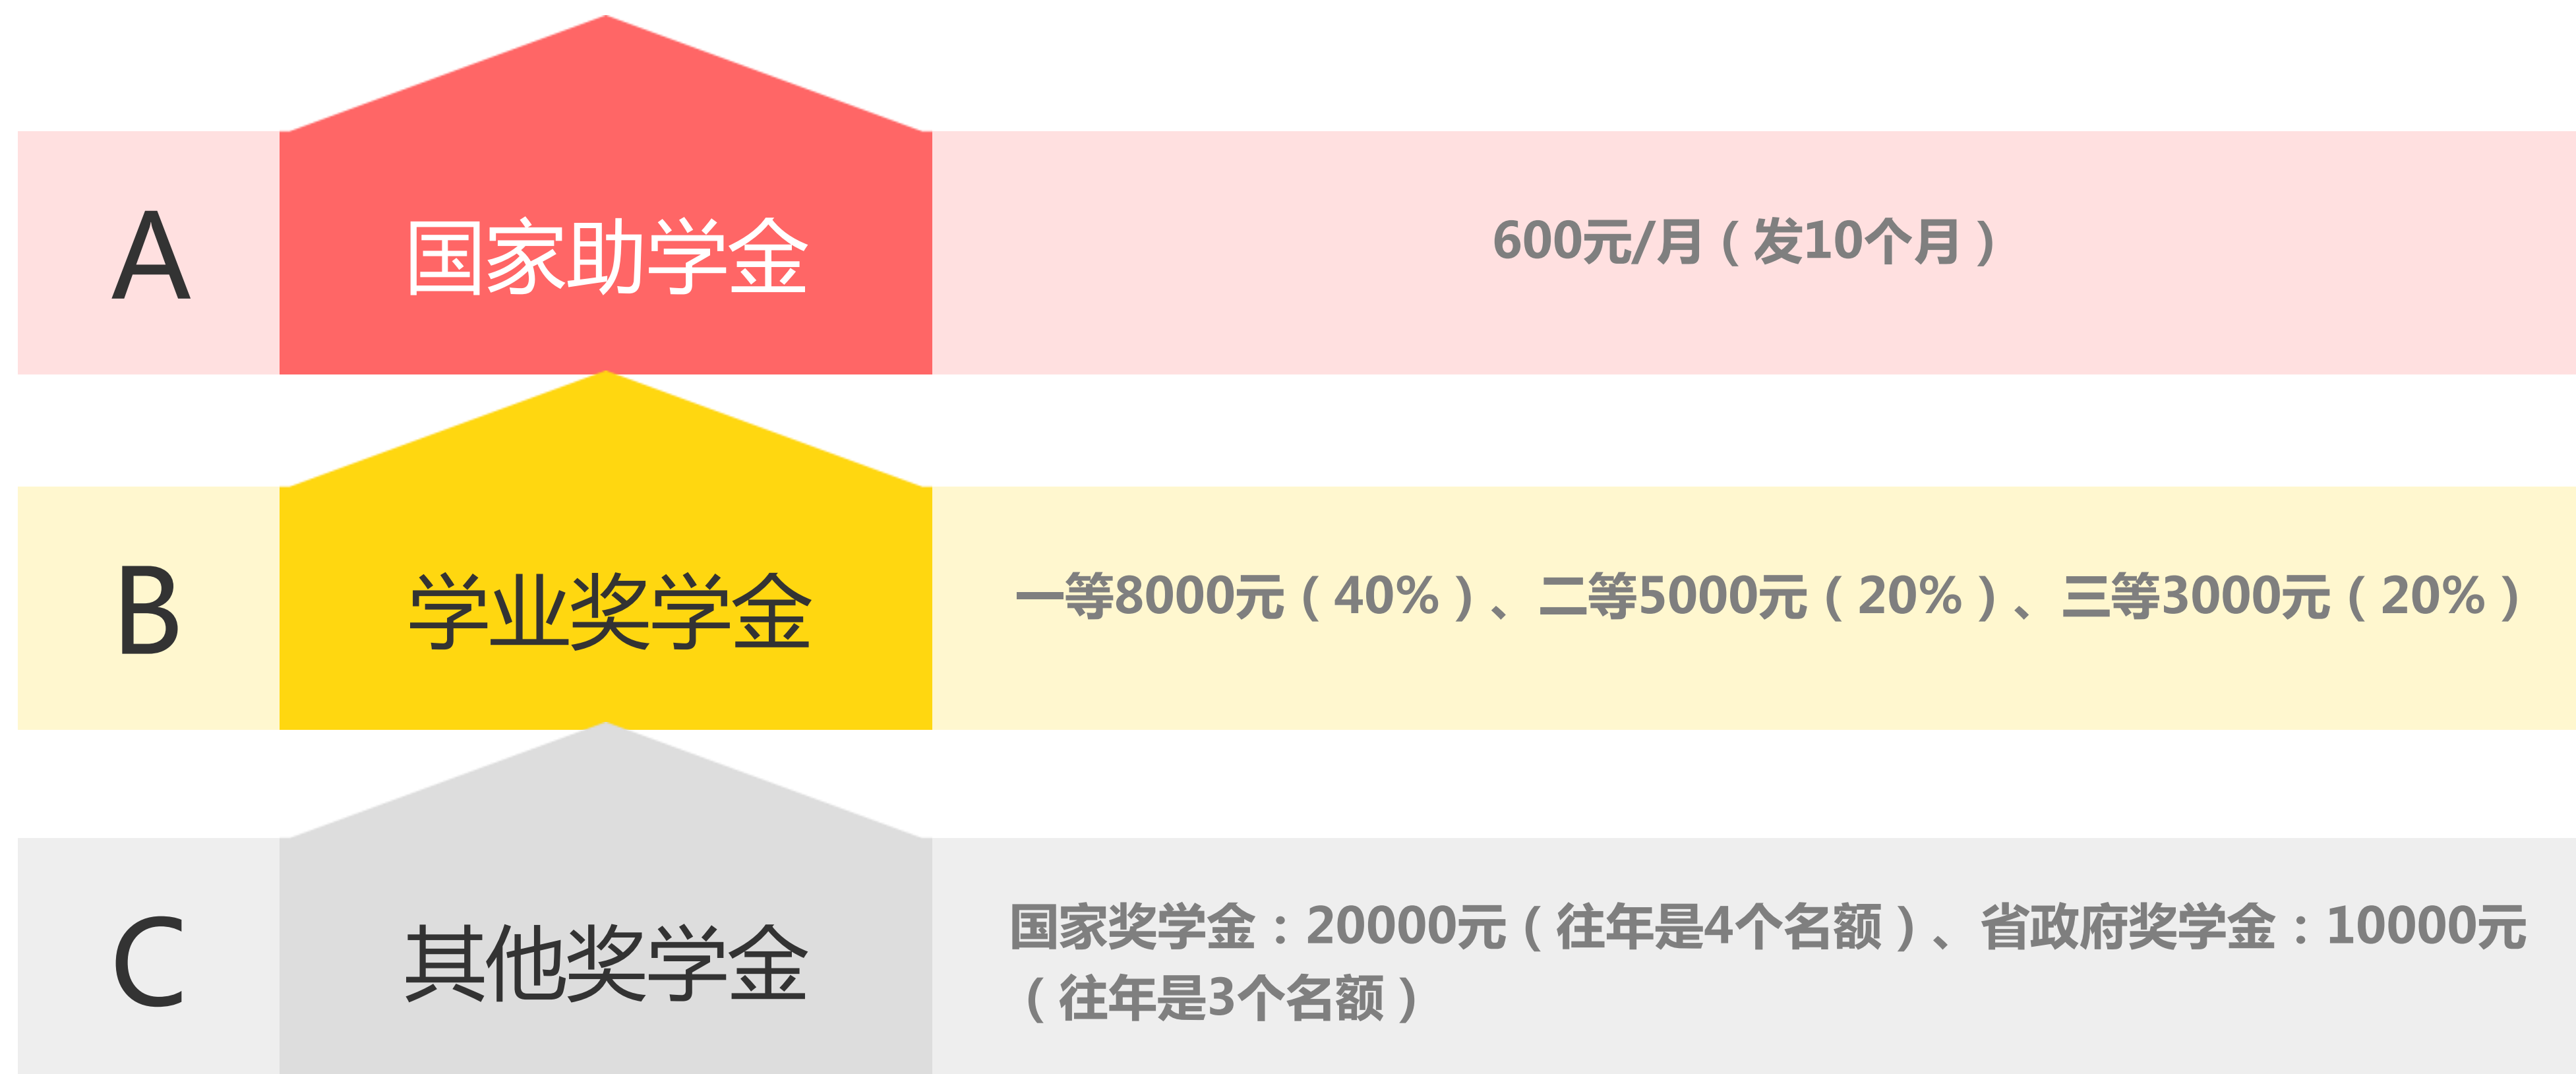 A
国家助学金
600元/月（发10个月）
B
学业奖学金
一等8000元（40%）、二等5000元（20%）、三等3000元（20%）
C
其他奖学金
国家奖学金：20000元（往年是4个名额）、省政府奖学金：10000元
（往年是3个名额）